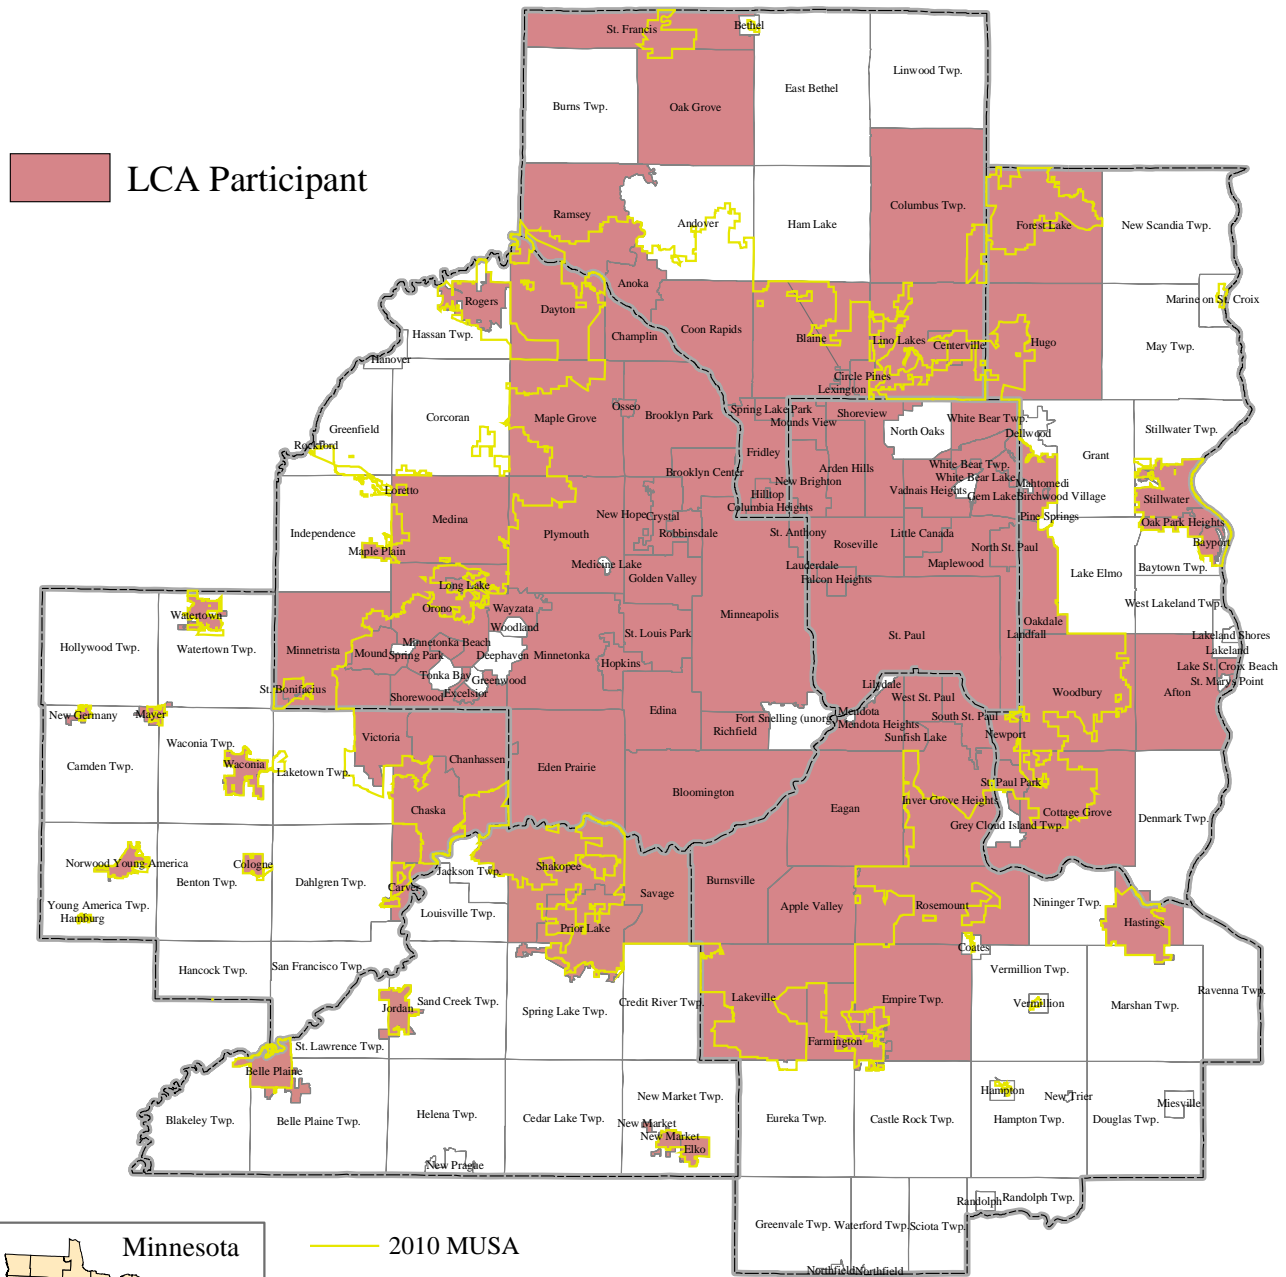 St. Francis
Bethel
Linwood Twp.
East Bethel
Burns Twp.
Oak Grove
LCA Participant
Columbus Twp.
Ramsey
Andover
Ham Lake
Forest Lake
New Scandia Twp.
Anoka
Rogers
Dayton
Marine on St. Croix
Hassan Twp.
Champlin
Coon Rapids
Blaine
Lino Lakes
Centerville
Hugo
May Twp.
Hanover
Circle Pines
Lexington
Corcoran
Maple Grove
Osseo
Brooklyn Park
Spring Lake Park
Mounds View
Shoreview
White Bear Twp.
North Oaks
Dellwood
Greenfield
Stillwater Twp.
Rockford
Fridley
Grant
Brooklyn Center
Arden Hills
White Bear Twp.
White Bear Lake
New Brighton
Mahtomedi
Loretto
Vadnais Heights
Gem Lake
Birchwood Village
Hilltop
Stillwater
Columbia Heights
Medina
New Hope
Crystal
Pine Springs
Oak Park Heights
Independence
Plymouth
Robbinsdale
St. Anthony
Roseville
Little Canada
North St. Paul
Bayport
Maple Plain
Medicine Lake
Lauderdale
Maplewood
Lake Elmo
Baytown Twp.
Long Lake
Golden Valley
Falcon Heights
West Lakeland Twp.
Orono
Wayzata
Minneapolis
Watertown
Woodland
St. Louis Park
St. Paul
Oakdale
Landfall
Lakeland Shores
Hollywood Twp.
Watertown Twp.
Minnetrista
Mound
Minnetonka Beach
Spring Park
Deephaven
Minnetonka
Hopkins
Lakeland
Lake St. Croix Beach
Tonka Bay
Greenwood
St. Bonifacius
Shorewood
Excelsior
Lilydale
West St. Paul
Woodbury
Afton
St. Marys Point
New Germany
Mayer
Edina
Fort Snelling (unorg
Mendota
Mendota Heights
South St. Paul
Richfield
Sunfish Lake
Newport
Waconia Twp.
Victoria
Chanhassen
Camden Twp.
Waconia
Laketown Twp.
Eden Prairie
Bloomington
St. Paul Park
Inver Grove Heights
Chaska
Eagan
Cottage Grove
Grey Cloud Island Twp.
Denmark Twp.
Norwood Young America
Cologne
Jackson Twp.
Shakopee
Benton Twp.
Dahlgren Twp.
Carver
Savage
Burnsville
Young America Twp.
Hamburg
Louisville Twp.
Apple Valley
Rosemount
Nininger Twp.
Prior Lake
Hastings
Coates
Hancock Twp.
San Francisco Twp.
Vermillion Twp.
Ravenna Twp.
Sand Creek Twp.
Spring Lake Twp.
Credit River Twp.
Lakeville
Empire Twp.
Vermillion
Marshan Twp.
Jordan
St. Lawrence Twp.
Farmington
Belle Plaine
Hampton
New Trier
Miesville
New Market Twp.
Blakeley Twp.
Belle Plaine Twp.
Helena Twp.
Cedar Lake Twp.
Eureka Twp.
Castle Rock Twp.
Hampton Twp.
Douglas Twp.
New Market
New Market
Elko
New Prague
Randolph
Randolph Twp.
Greenvale Twp.
Waterford Twp.
Sciota Twp.
Minnesota
2010 MUSA
Northfield
Northfield